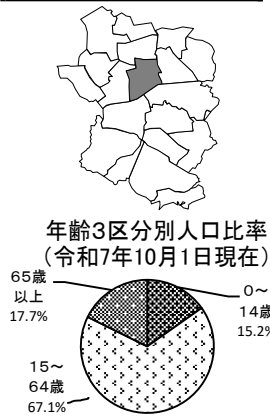 年齢3区分別人口比率
(令和7年10月1日現在)
65歳
以上
17.7%
0～
14歳
15.2%
15～
64歳
67.1%